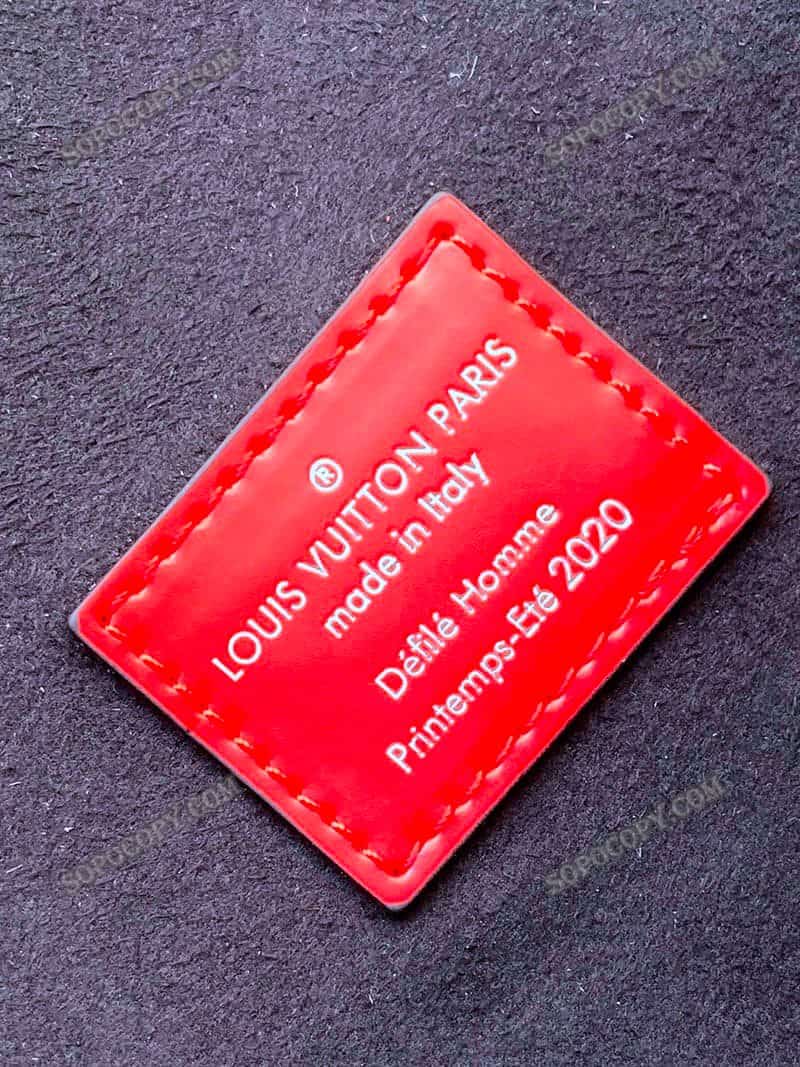 SOPOCOPY.COM
SOPOCOPY.COM
®
LOUIS VUITTON PARIS
made in Italy
Défilé Homme
Printemps-Eté 2020
SOPOCOPY.COM
SOPOCOPY.COM